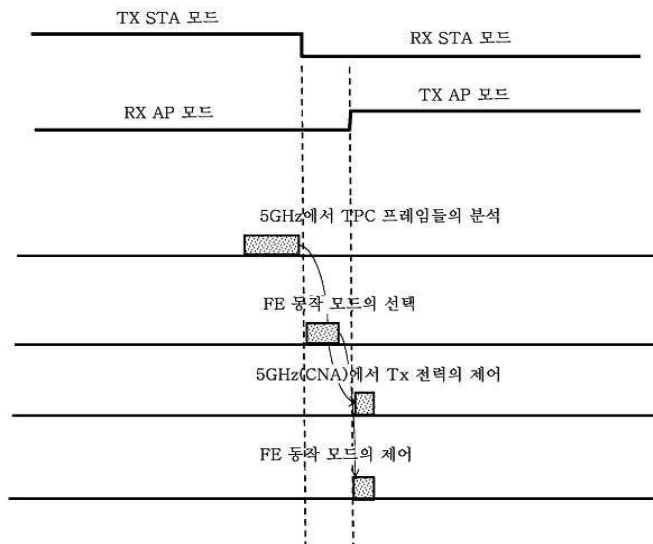 TX STA 모드
RX STA 모드
TX AP 모드
RX AP 모드
5GHz에서 TPC 프레임들의 분석
FE 동작 모드의 선택
5GHz(CNA)에서 Tx 전력의 제어
FE 동작 모드의 제어